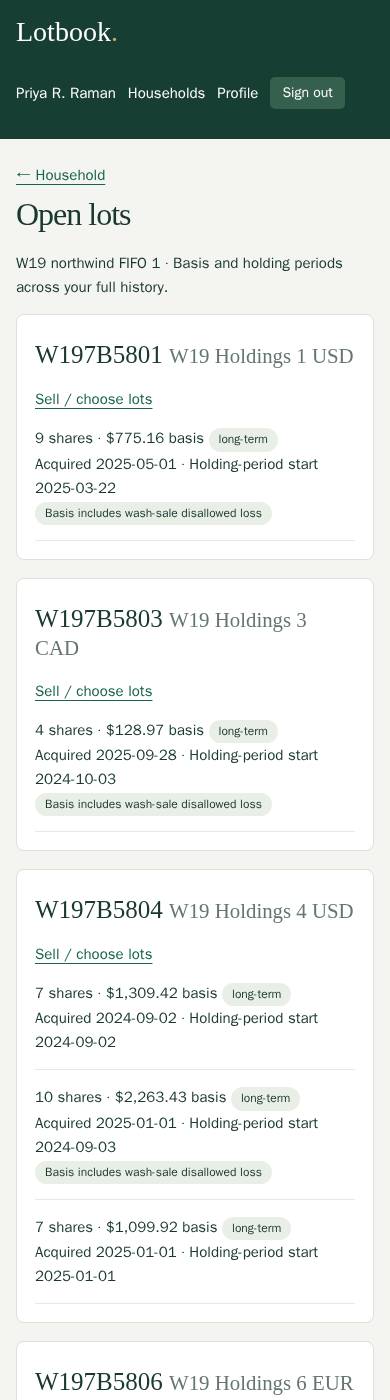 Lotbook.
Priya R. Raman Households Profile Sign out
← Household
Open lots
W19 northwind FIFO 1 · Basis and holding periods
across your full history.
W197B5801 W19 Holdings 1 USD
Sell / choose lots
9 shares · $775.16 basis long-term
Acquired 2025-05-01 · Holding-period start
2025-03-22
Basis includes wash-sale disallowed loss
W197B5803 W19 Holdings 3
CAD
Sell / choose lots
4 shares · $128.97 basis long-term
Acquired 2025-09-28 · Holding-period start
2024-10-03
Basis includes wash-sale disallowed loss
W197B5804 W19 Holdings 4 USD
Sell / choose lots
7 shares · $1,309.42 basis long-term
Acquired 2024-09-02 · Holding-period start
2024-09-02
10 shares · $2,263.43 basis long-term
Acquired 2025-01-01 · Holding-period start
2024-09-03
Basis includes wash-sale disallowed loss
7 shares · $1,099.92 basis long-term
Acquired 2025-01-01 · Holding-period start
2025-01-01
W197B5806 W19 Holdings 6 EUR